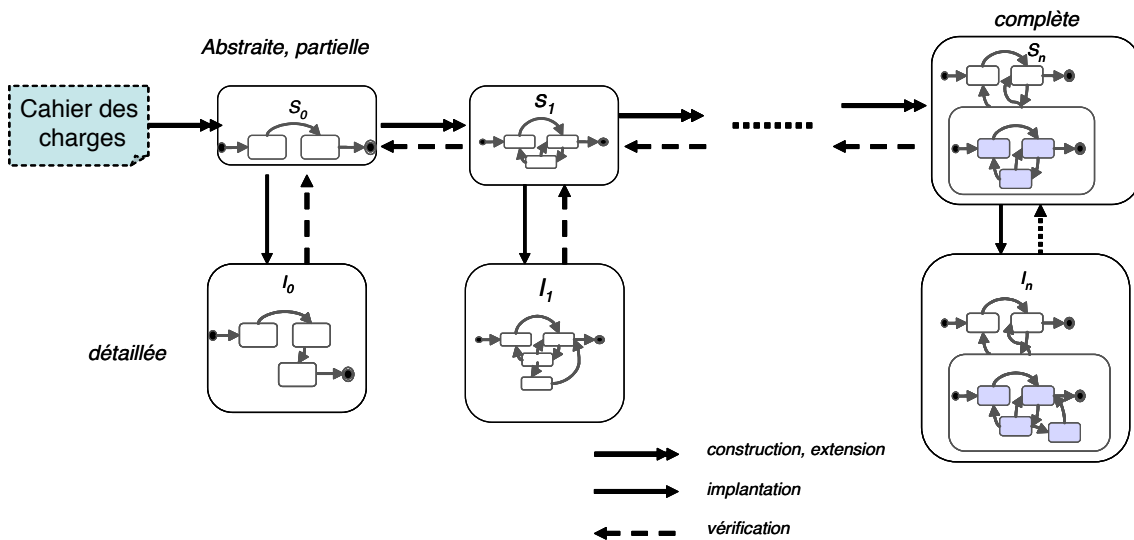 complète
Abstraite, partielle
Cahier des
charges
S0
S1
Sn
I0
I1
In
détaillée
construction, extension
implantation
vérification